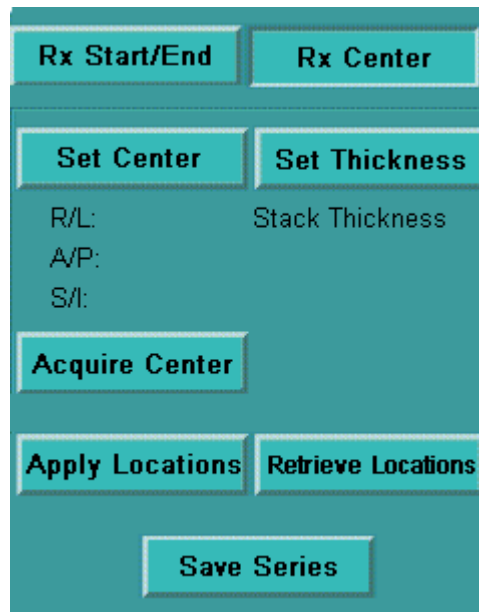 Rx Start/End Rx Center
Set Center Set Thickness
R/L: Stack Thickness
A/P:
S/I:
Acquire Center
Apply Locations Retrieve Locations
Save Series